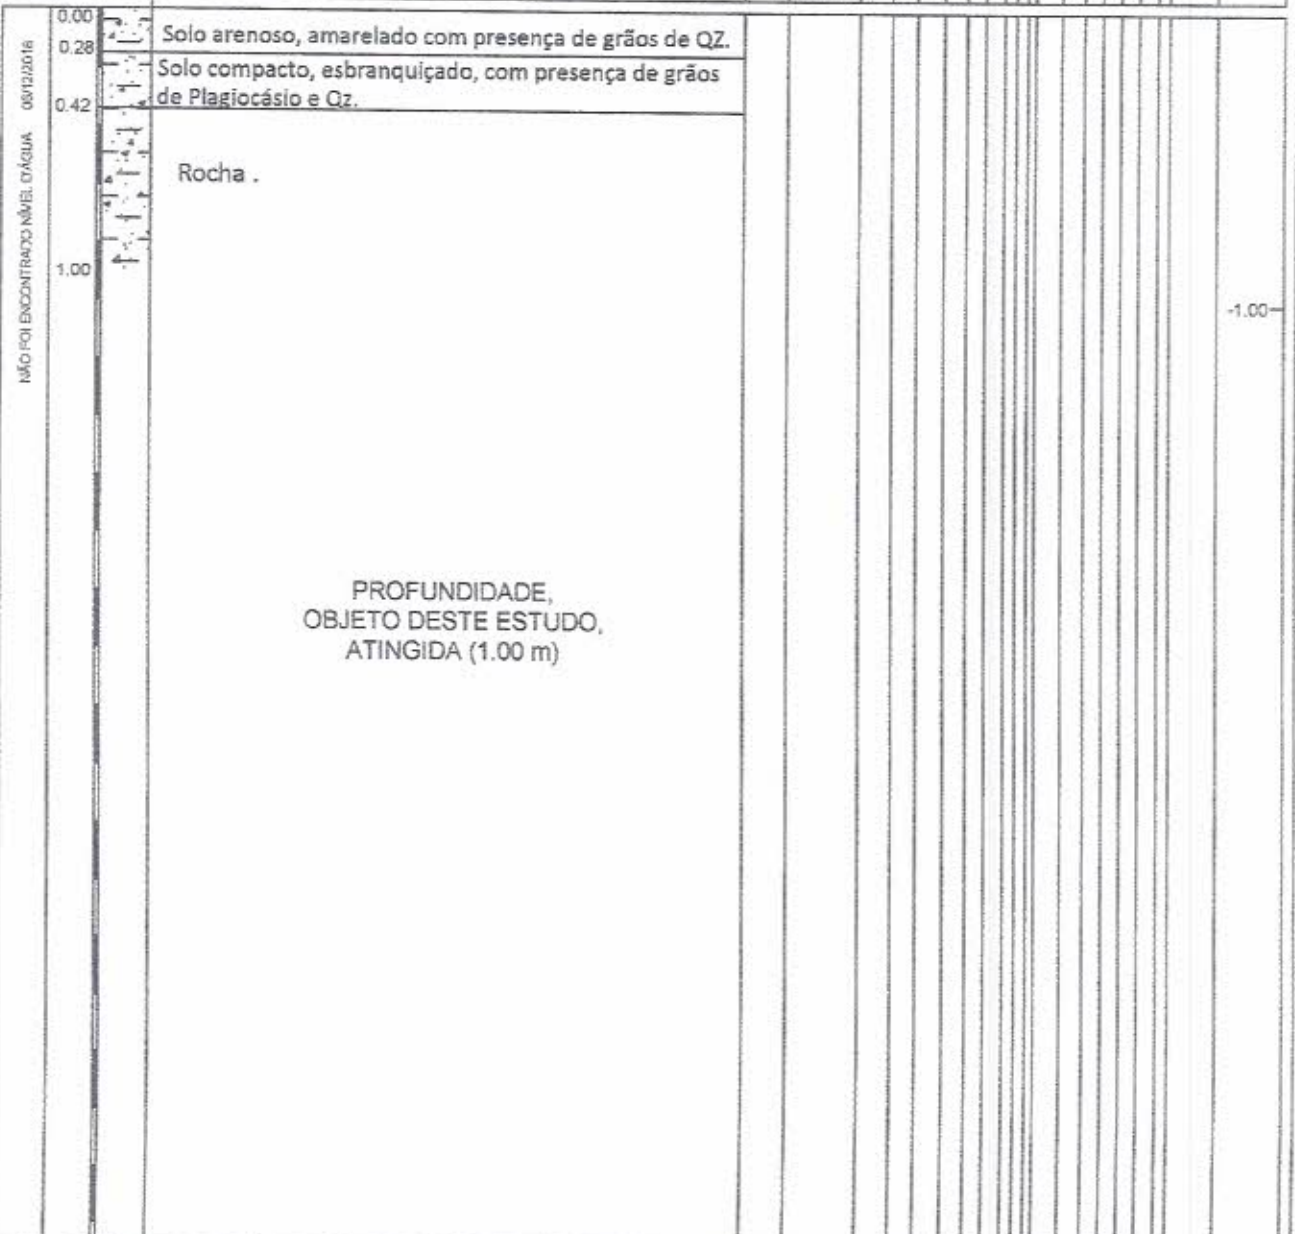 0.00
Solo arenoso, amarelado com presença de grãos de QZ.
0.28
Solo compacto, esbranquiçado, com presença de grãos
de Plagiocásio e Qz.
0.42
Rocha .
1.00
-1.00
NÃO FOI ENCONTRADO NÍVEL D'ÁGUA
PROFUNDIDADE,
OBJETO DESTE ESTUDO,
ATINGIDA (1.00 m)